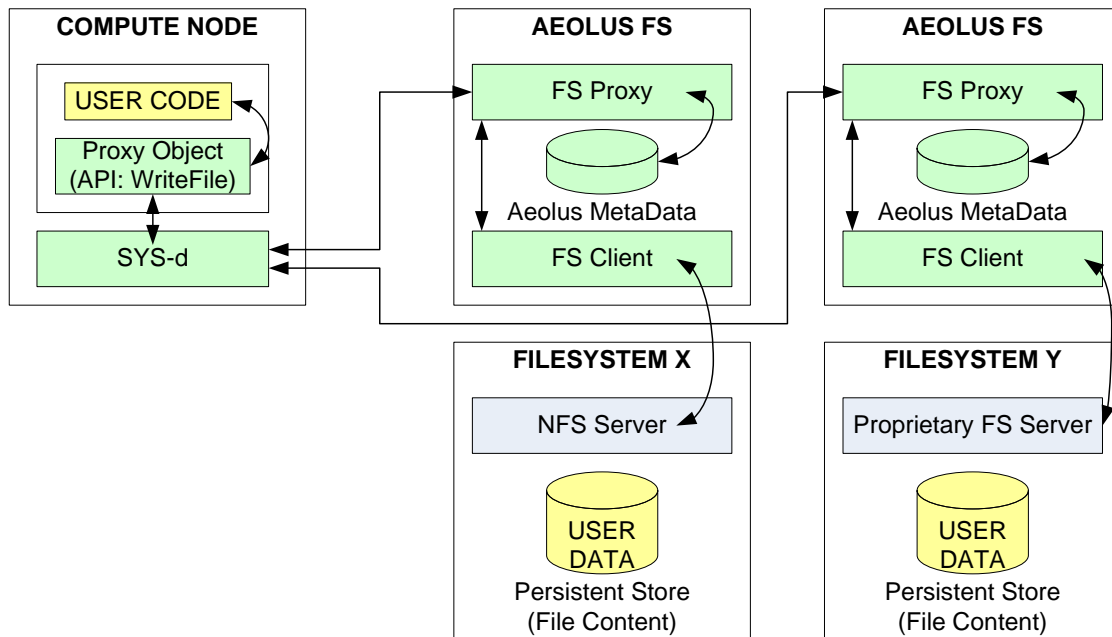 COMPUTE NODE
USER CODE
Proxy Object
(API: WriteFile)
SYS-d
AEOLUS FS
FS Proxy
Aeolus MetaData
FS Client
AEOLUS FS
FS Proxy
Aeolus MetaData
FS Client
FILESYSTEM X
NFS Server
USER
DATA
Persistent Store
(File Content)
FILESYSTEM Y
Proprietary FS Server
USER
DATA
Persistent Store
(File Content)